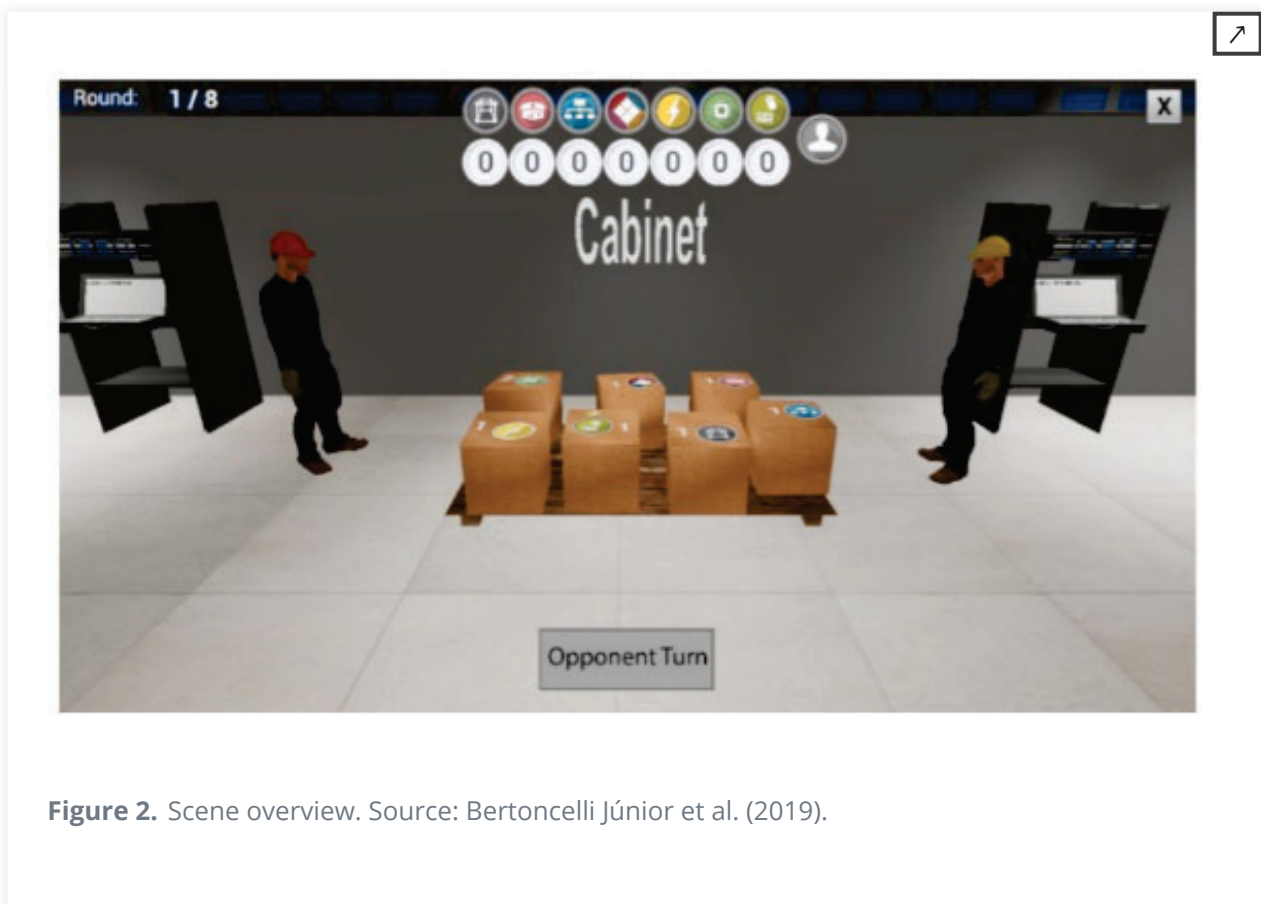 Round: 1 / 8
X
0 0 0 0 0 0 0
Cabinet
Opponent Turn
Figure 2. Scene overview. Source: Bertoncelli Júnior et al. (2019).